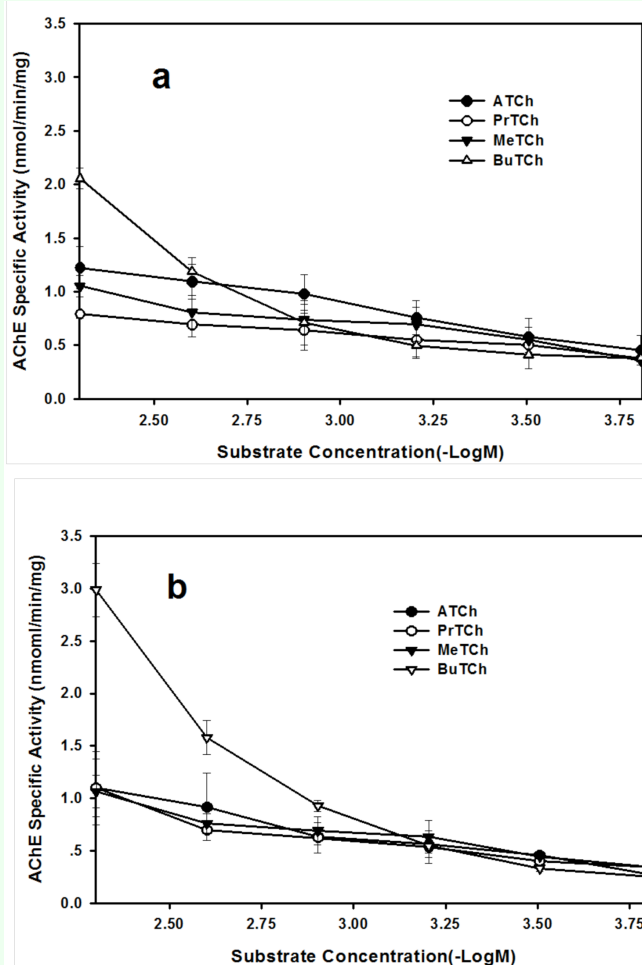 3.5
a
3.0
ATCh
PrTCh
2.5
MeTCh
BuTCh
2.0
1.5
1.0
0.5
0.0
AChE Specific Activity (nmol/min/mg)
2.50 2.75 3.00 3.25 3.50 3.75
Substrate Concentration(-LogM)
3.5
b
3.0
ATCh
2.5
PrTCh
MeTCh
BuTCh
2.0
1.5
1.0
.5
0.0
AChE Specific Activity (nmoml/min/mg)
2.50 2.75 3.00 3.25 3.50 3.75
Substrate Concentration(-LogM)